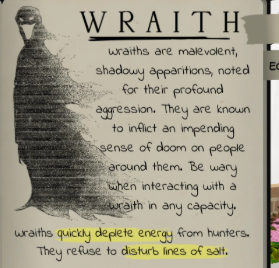 WRAITH
Wraiths are malevolent,
shadowy apparitions, noted
for their profound
aggression. They are known
to inflict an impending
sense of doom on people
around them. Be wary
when interacting with a
wraith in any capacity.
Wraiths quickly deplete energy from hunters.
They refuse to disturb lines of salt.